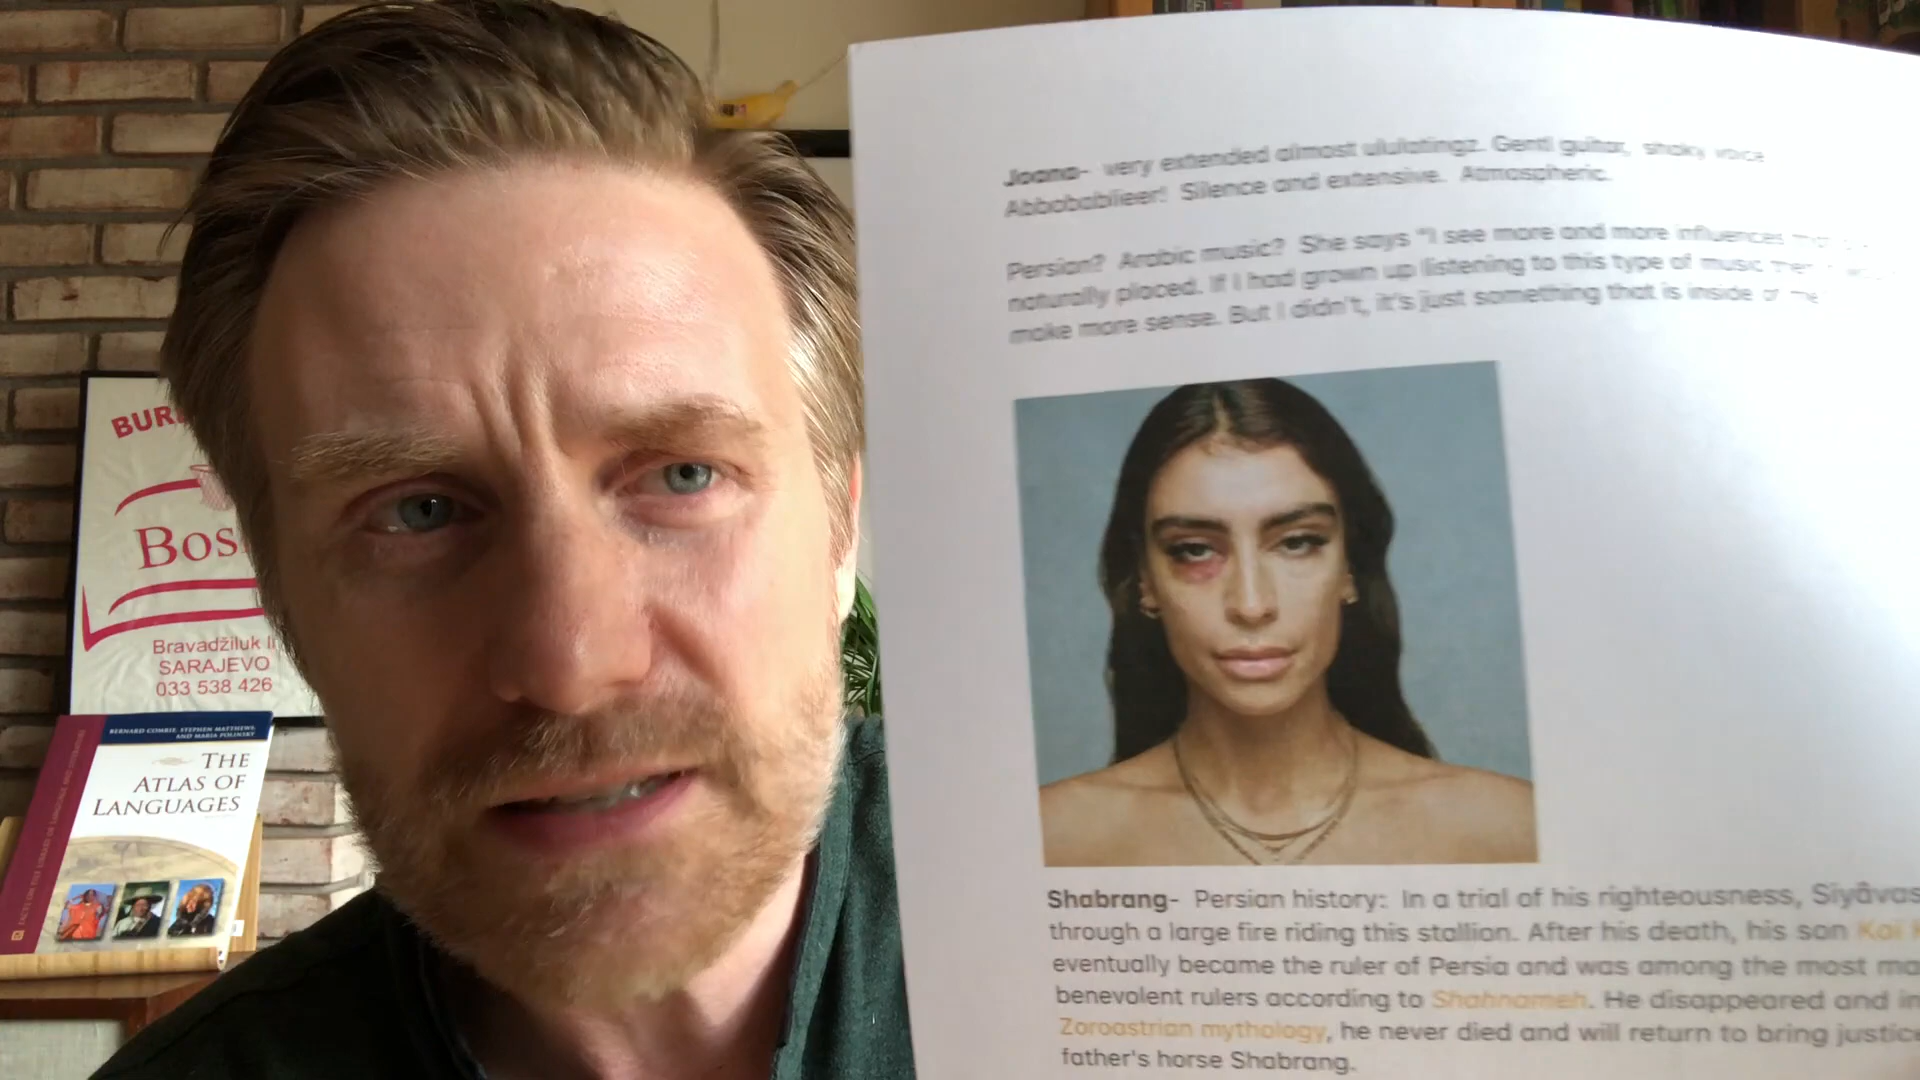 BUR
Bos
Bravadžiluk
SARAJEVO
033 538 426
BERNARD COMRIE, STEPHEN MATTHEWS,
AND MARIA POLINSKY
THE
ATLAS OF
LANGUAGES
Joana- very extended almost ululatingz. Gentl guitar, shaky voice
Abbobablieer! Silence and extensive. Atmaspheric.
Persian? Arabic music? She says "I see more and more influences
naturally placed. If I had grown up listening to this type of music
make more sense. But I didn't, it's just something that is inside of me
Shabrang- Persian history: In a trial of his righteousness, Siyâvas
through a large fire riding this stallion. After his death, his son Kai
eventually became the ruler of Persia and was among the most
benevolent rulers according to Shahnameh. He disappeared and in
Zoroastrian mythology, he never died and will return to bring justice
father's horse Shabrang.